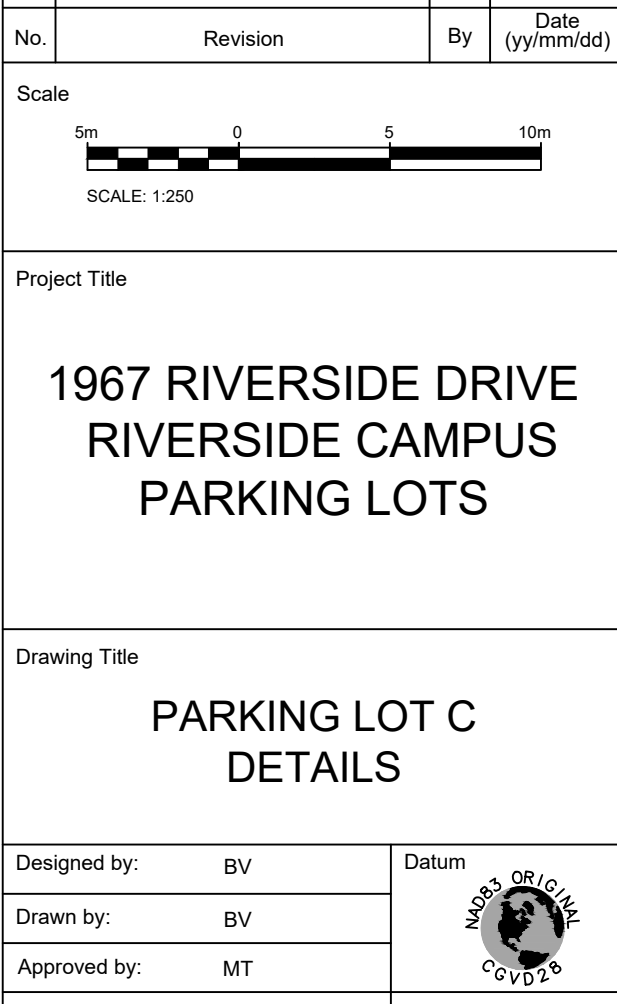 No. Revision By Date (yy/mm/dd)
Scale
5m 0 5 10m
SCALE: 1:250
Project Title
1967 RIVERSIDE DRIVE
RIVERSIDE CAMPUS
PARKING LOTS
Drawing Title
PARKING LOT C
DETAILS
Designed by: BV
Drawn by: BV
Approved by: MT
Datum
NAD83 ORIGINAL
CGVD28